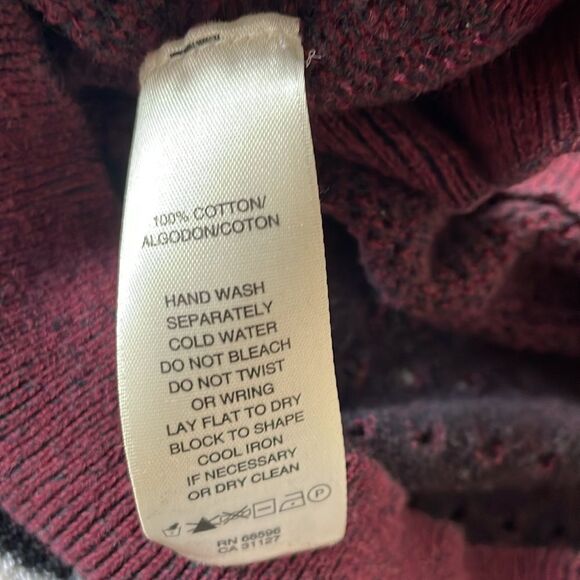 100% COTTON/
ALGODON/COTON
HAND WASH
SEPARATELY
COLD WATER
DO NOT BLEACH
DO NOT TWIST
OR WRING
LAY FLAT TO DRY
BLOCK TO SHAPE
COOL IRON
IF NECESSARY
OR DRY CLEAN
P
RN 66596
CA 31127